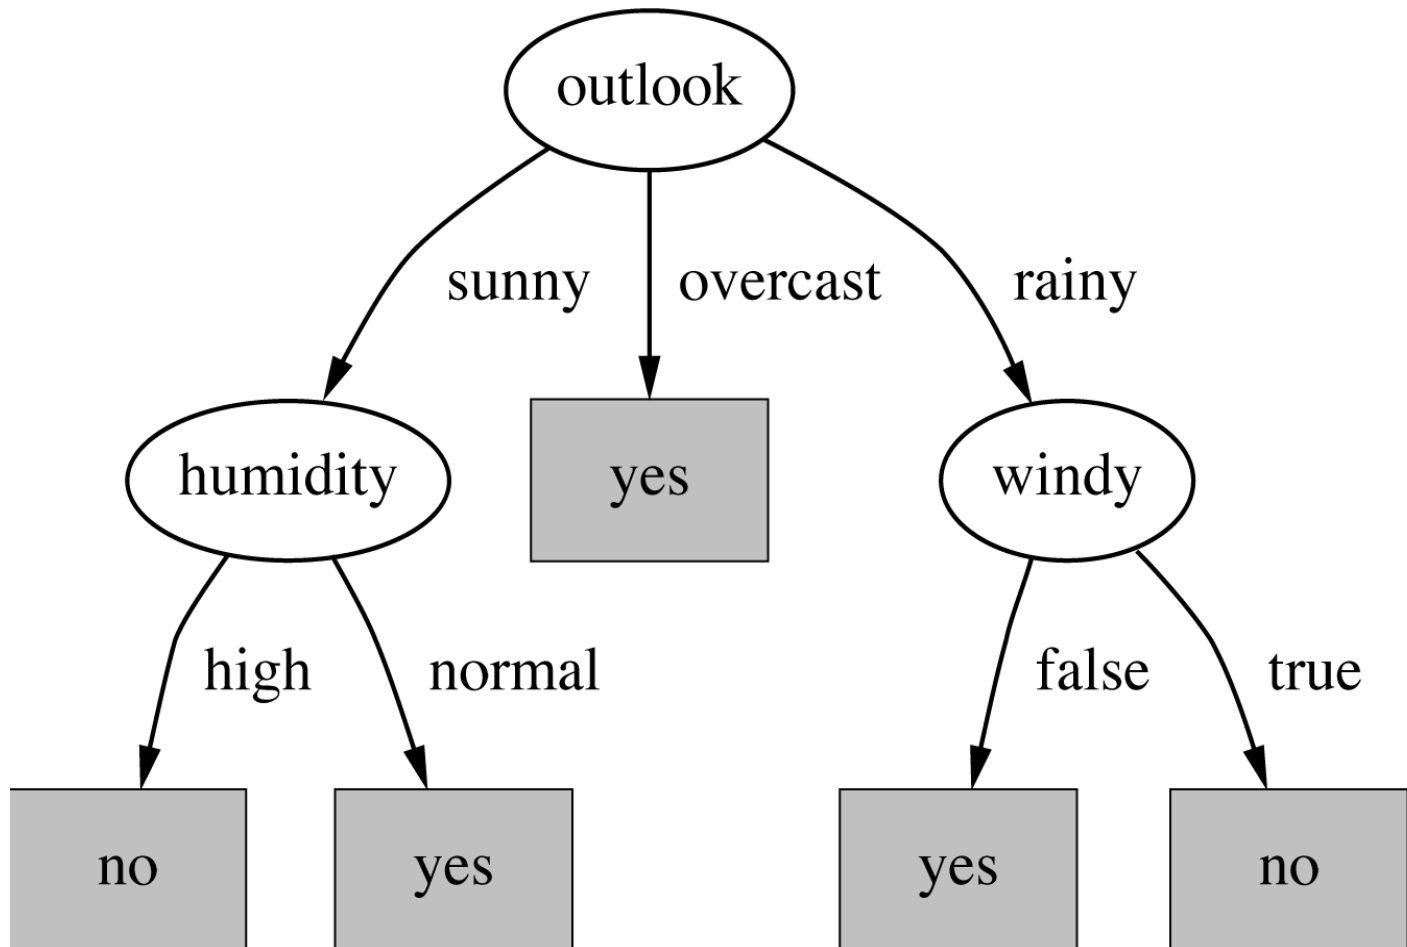 outlook
sunny overcast rainy
humidity yes windy
high normal false true
no yes yes no